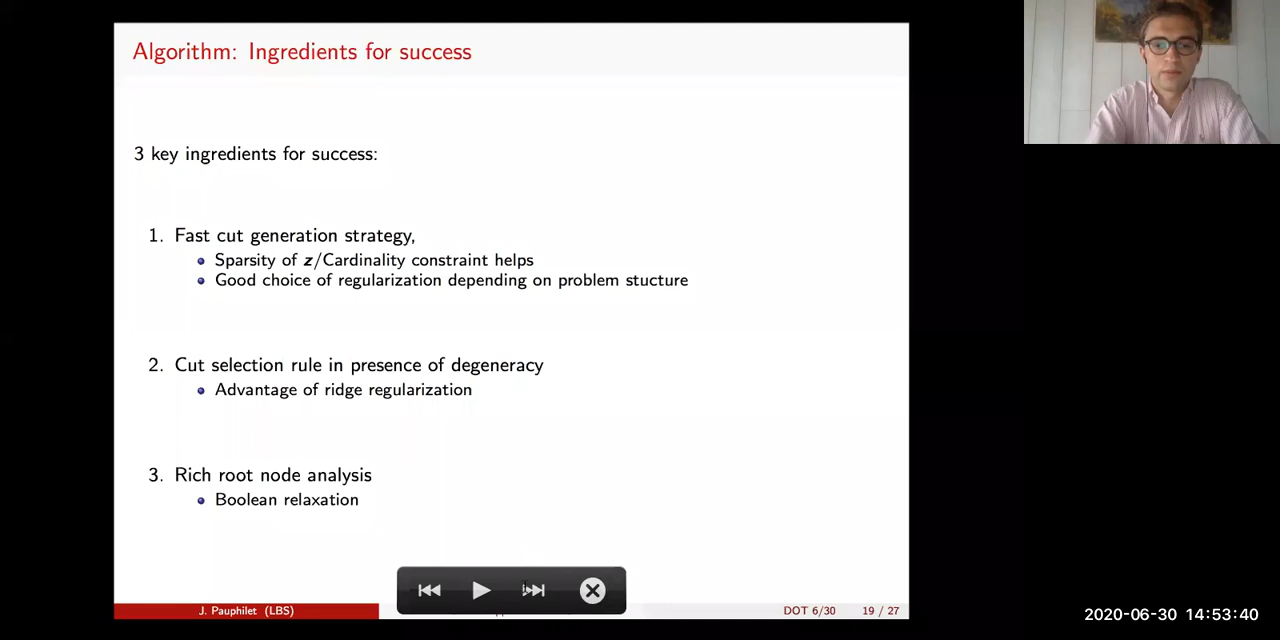 Algorithm: Ingredients for success
3 key ingredients for success:
1. Fast cut generation strategy,
Sparsity of z/Cardinality constraint helps
Good choice of regularization depending on problem stucture
2. Cut selection rule in presence of degeneracy
Advantage of ridge regularization
3. Rich root node analysis
Boolean relaxation
J. Pauphilet (LBS)
DOT 6/30
19 / 27
2020-06-30 14:53:40